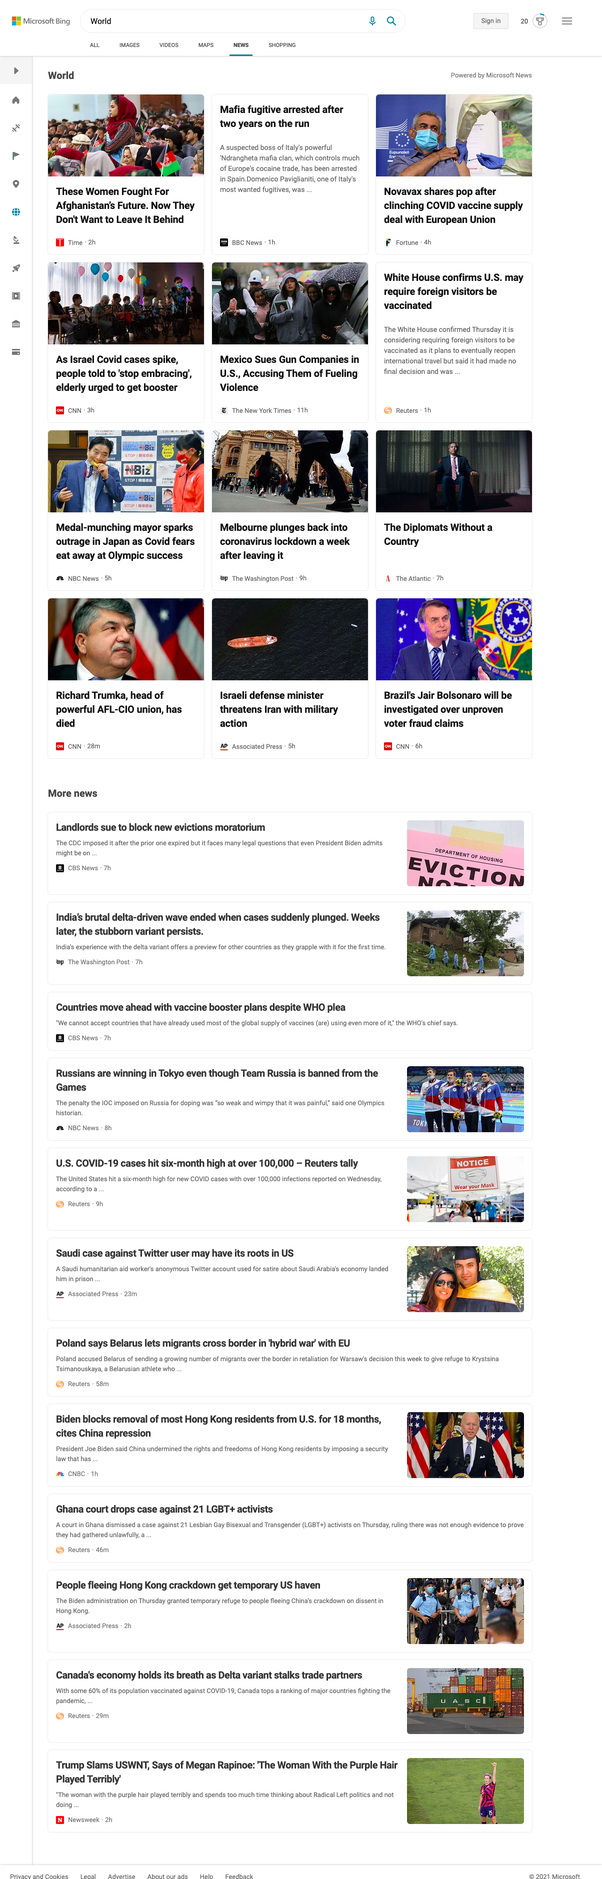 Microsoft Bing
World
Sign in
20
ALL IMAGES VIDEOS MAPS NEWS SHOPPING
World
Powered by Microsoft News
These Women Fought For
Afghanistan's Future. Now They
Don't Want to Leave It Behind
Time · 2h
Mafia fugitive arrested after
two years on the run
A suspected boss of Italy's powerful
'Ndrangheta mafia clan, which controls much
of Europe's cocaine trade, has been arrested
in Spain.Domenico Paviglianiti, one of Italy's
most wanted fugitives, was ...
BBC News · 1h
Novavax shares pop after
clinching COVID vaccine supply
deal with European Union
Fortune · 4h
As Israel Covid cases spike,
people told to 'stop embracing',
elderly urged to get booster
CNN · 3h
Mexico Sues Gun Companies in
U.S., Accusing Them of Fueling
Violence
The New York Times · 11h
White House confirms U.S. may
require foreign visitors be
vaccinated
The White House confirmed Thursday it is
considering requiring foreign visitors to be
vaccinated as it plans to eventually reopen
international travel but said it had made no
final decision and was ...
Reuters · 1h
Medal-munching mayor sparks
outrage in Japan as Covid fears
eat away at Olympic success
NBC News · 5h
Melbourne plunges back into
coronavirus lockdown a week
after leaving it
The Washington Post · 9h
The Diplomats Without a
Country
The Atlantic · 7h
Richard Trumka, head of
powerful AFL-CIO union, has
died
CNN · 28m
Israeli defense minister
threatens Iran with military
action
Associated Press · 5h
Brazil's Jair Bolsonaro will be
investigated over unproven
voter fraud claims
CNN · 6h
More news
Landlords sue to block new evictions moratorium
The CDC imposed it after the prior one expired but it faces many legal questions that even President Biden admits
might be on ...
CBS News · 7h
DEPARTMENT OF HOUSING
EVICTION
India's brutal delta-driven wave ended when cases suddenly plunged. Weeks
later, the stubborn variant persists.
India's experience with the delta variant offers a preview for other countries as they grapple with it for the first time.
The Washington Post · 7h
Countries move ahead with vaccine booster plans despite WHO plea
"We cannot accept countries that have already used most of the global supply of vaccines (are) using even more of it," the WHO's chief says.
CBS News · 7h
Russians are winning in Tokyo even though Team Russia is banned from the
Games
The penalty the IOC imposed on Russia for doping was "so weak and wimpy that it was painful," said one Olympics
historian.
NBC News · 8h
U.S. COVID-19 cases hit six-month high at over 100,000 – Reuters tally
The United States hit a six-month high for new COVID cases with over 100,000 infections reported on Wednesday,
according to a ...
Reuters · 9h
NOTICE
Wear your Mask
Saudi case against Twitter user may have its roots in US
A Saudi humanitarian aid worker's anonymous Twitter account used for satire about Saudi Arabia's economy landed
him in prison ...
Associated Press · 23m
Poland says Belarus lets migrants cross border in 'hybrid war' with EU
Poland accused Belarus of sending a growing number of migrants over the border in retaliation for Warsaw's decision this week to give refuge to Krystsina
Tsimanouskaya, a Belarusian athlete who ...
Reuters · 58m
Biden blocks removal of most Hong Kong residents from U.S. for 18 months,
cites China repression
President Joe Biden said China undermined the rights and freedoms of Hong Kong residents by imposing a security
law that has ...
CNBC · 1h
Ghana court drops case against 21 LGBT+ activists
A court in Ghana dismissed a case against 21 Lesbian Gay Bisexual and Transgender (LGBT+) activists on Thursday, ruling there was not enough evidence to prove
they had gathered unlawfully, a ...
Reuters · 46m
People fleeing Hong Kong crackdown get temporary US haven
The Biden administration on Thursday granted temporary refuge to people fleeing China's crackdown on dissent in
Hong Kong.
Associated Press · 2h
Canada's economy holds its breath as Delta variant stalks trade partners
With some 60% of its population vaccinated against COVID-19, Canada tops a ranking of major countries fighting the
pandemic, ...
Reuters · 29m
UASC
Trump Slams USWNT, Says of Megan Rapinoe: 'The Woman With the Purple Hair
Played Terribly'
"The woman with the purple hair played terribly and spends too much time thinking about Radical Left politics and not
doing ...
Newsweek · 2h
Privacy and Cookies Legal Advertise About our ads Help Feedback
© 2021 Microsoft